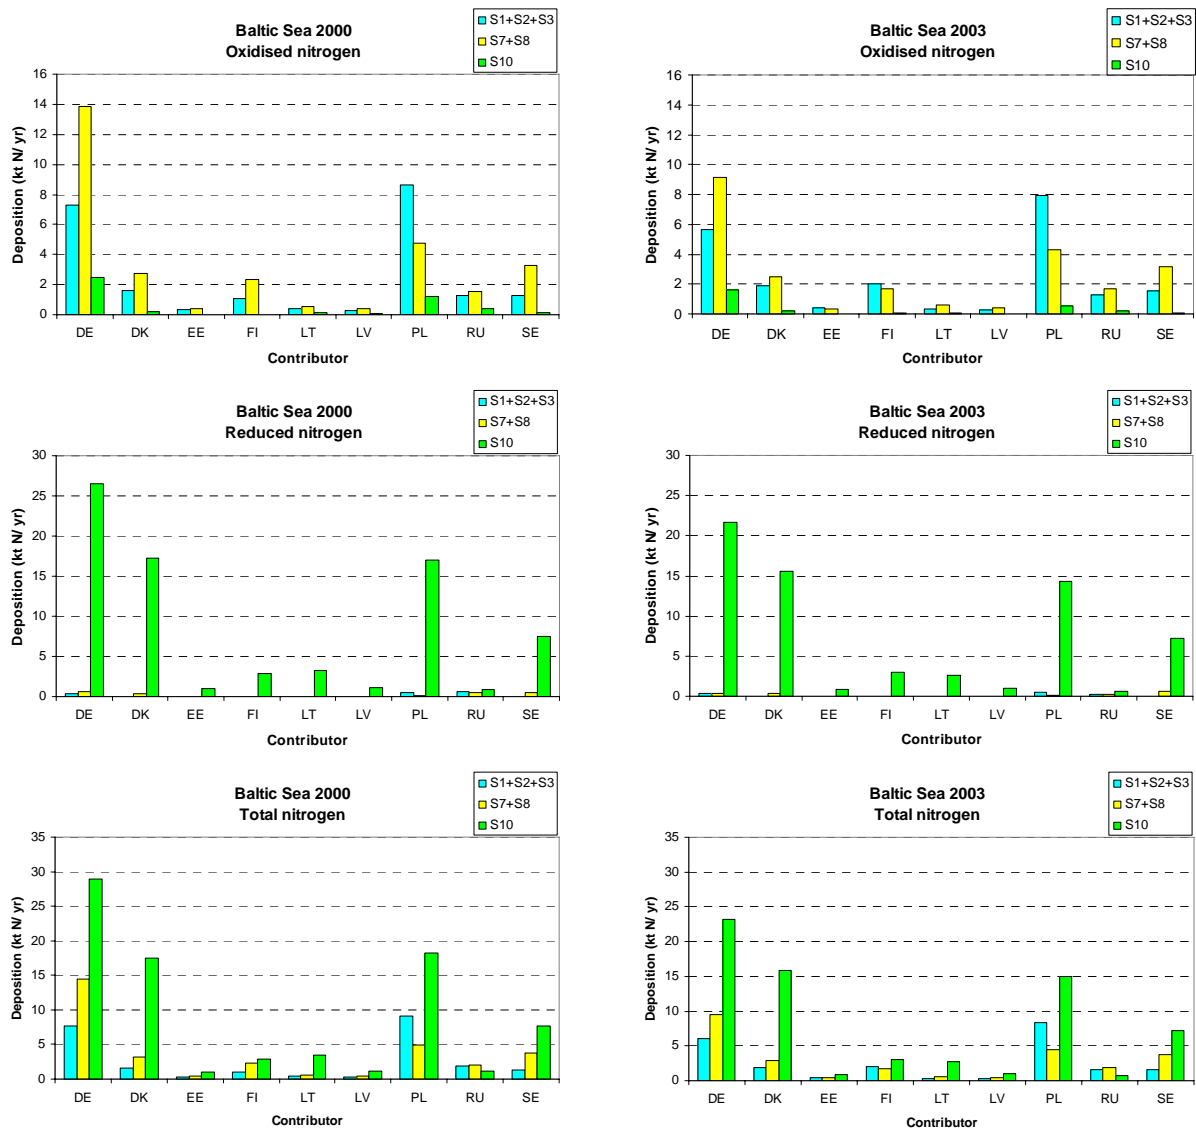 Baltic Sea 2000
Oxidised nitrogen
S1+S2+S3
S7+S8
S10
Deposition (kt N/ yr)
16
14
12
10
8
6
4
2
0
DE DK EE FI LT LV PL RU SE
Contributor
Baltic Sea 2003
Oxidised nitrogen
S1+S2+S3
S7+S8
S10
Deposition (kt N/ yr)
16
14
12
10
8
6
4
2
0
DE DK EE FI LT LV PL RU SE
Contributor
Baltic Sea 2000
Reduced nitrogen
S1+S2+S3
S7+S8
S10
Deposition (kt N/ yr)
30
25
20
15
10
5
0
DE DK EE FI LT LV PL RU SE
Contributor
Baltic Sea 2003
Reduced nitrogen
S1+S2+S3
S7+S8
S10
Deposition (kt N/ yr)
30
25
20
15
10
5
0
DE DK EE FI LT LV PL RU SE
Contributor
Baltic Sea 2000
Total nitrogen
S1+S2+S3
S7+S8
S10
Deposition (kt N/ yr)
35
30
25
20
15
10
5
0
DE DK EE FI LT LV PL RU SE
Contributor
Baltic Sea 2003
Total nitrogen
S1+S2+S3
S7+S8
S10
Deposition (kt N/ yr)
35
30
25
20
15
10
5
0
DE DK EE FI LT LV PL RU SE
Contributor